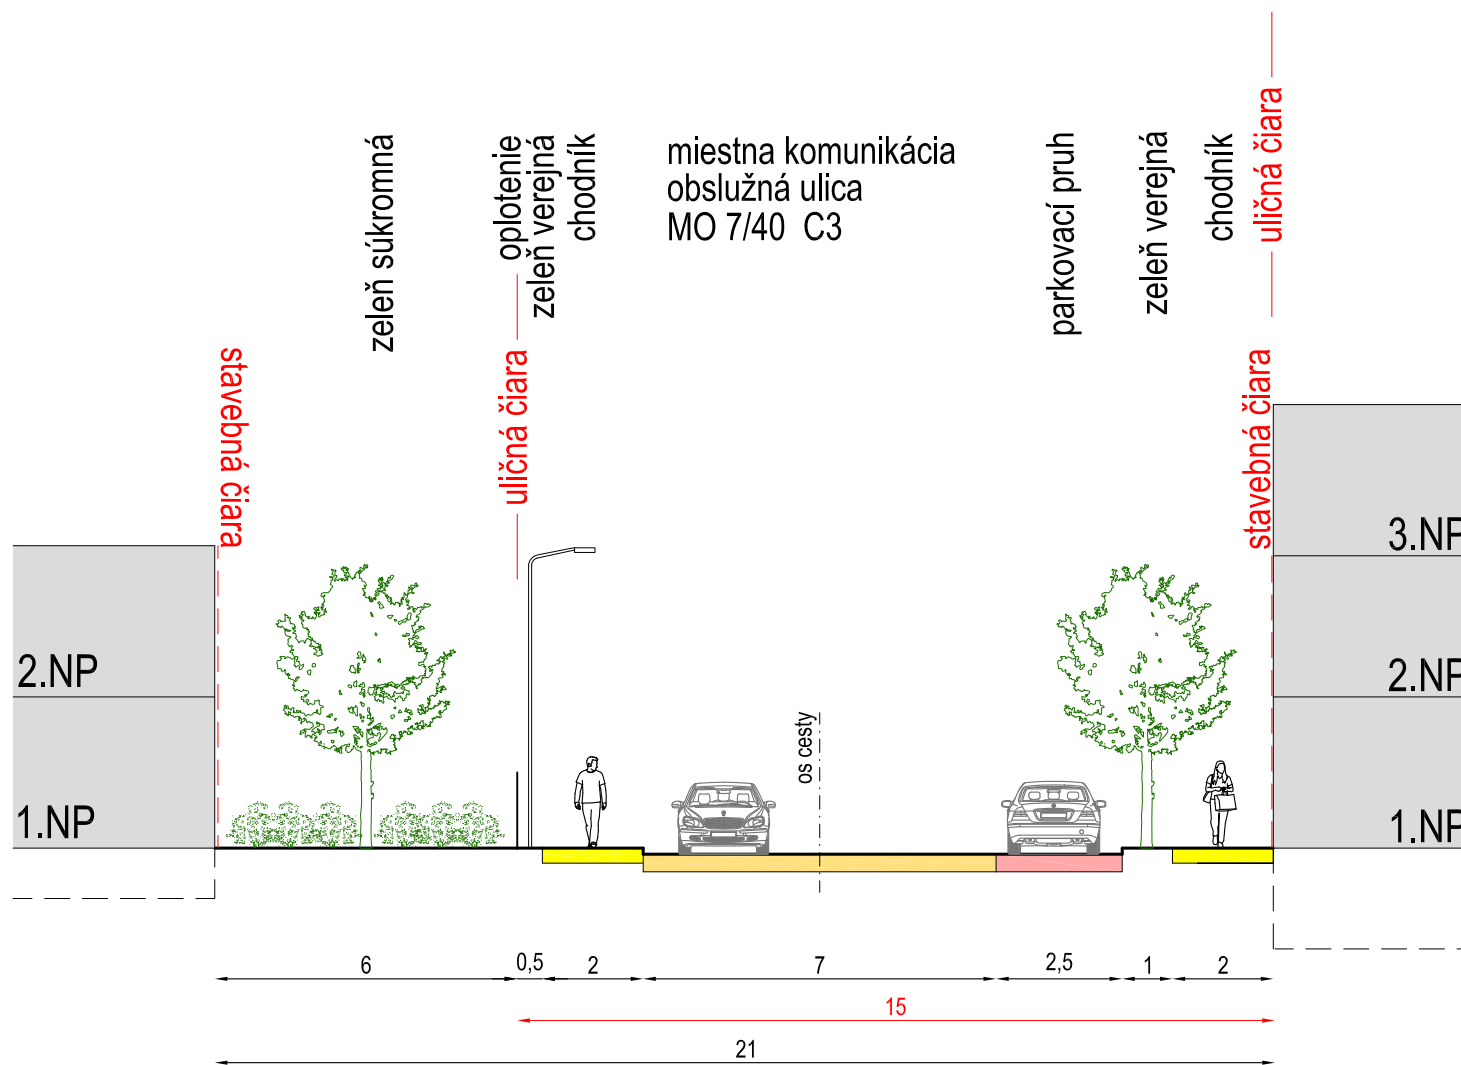 zeleň súkromná
oplotenie
zeleň verejná
chodník
miestna komunikácia
obslužná ulica
MO 7/40 C3
parkovací pruh
zeleň verejná
chodník
uličná čiara
stavebná čiara
uličná čiara
stavebná čiara
2.NP
1.NP
os cesty
3.NP
2.NP
1.NP
6
0,5
2
7
2,5
1
2
15
21